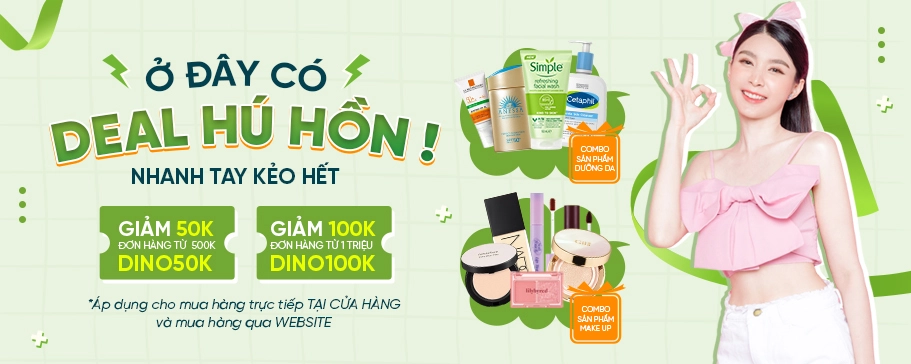 Ở ĐÂY CÓ
DEAL HÚ HỒN !
NHANH TAY KẺO HẾT
GIẢM 50K
ĐƠN HÀNG TỪ 500K
DINO50K
GIẢM 100K
ĐƠN HÀNG TỪ 1 TRIỆU
DINO100K
*Áp dụng cho mua hàng trực tiếp TẠI CỬA HÀNG
và mua hàng qua WEBSITE
ANESSA
Simple
refreshing
facial wash
Cetaphil
COMBO
SẢN PHẨM
DƯỠNG DA
NARS
COMBO
SẢN PHẨM
MAKE UP